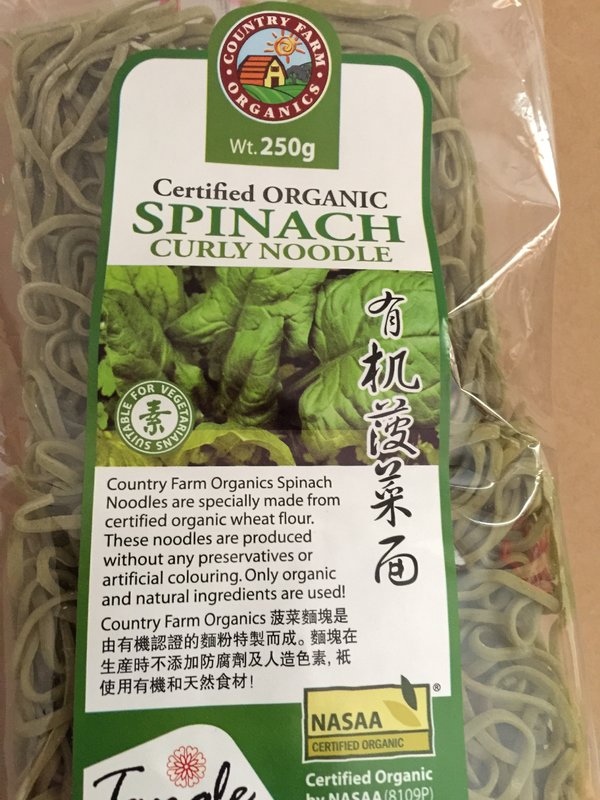 COUNTRY FARM
ORGANICS
Wt. 250g
Certified ORGANIC
SPINACH
CURLY NOODLE
有机菠菜面
SUITABLE FOR VEGETARIANS
素
Country Farm Organics Spinach
Noodles are specially made from
certified organic wheat flour.
These noodles are produced
without any preservatives or
artificial colouring. Only organic
and natural ingredients are used!
Country Farm Organics 菠菜麵塊是
由有機認證的麵粉特製而成。麵塊在
生產時不添加防腐劑及人造色素, 祇
使用有機和天然食材!
NASAA
®
CERTIFIED ORGANIC
Certified Organic
by NASAA (8109P)
Tangle